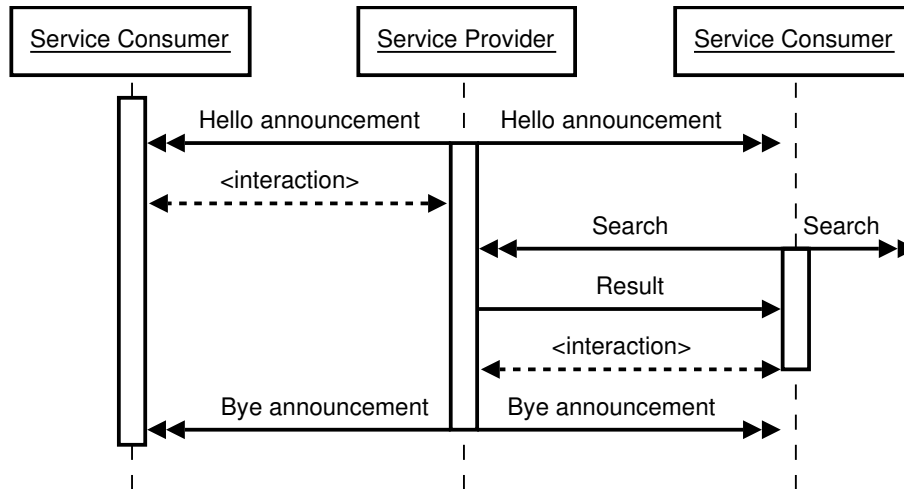 Service Consumer
Service Provider
Service Consumer
Hello announcement
Hello announcement
<interaction>
Search
Search
Result
<interaction>
Bye announcement
Bye announcement